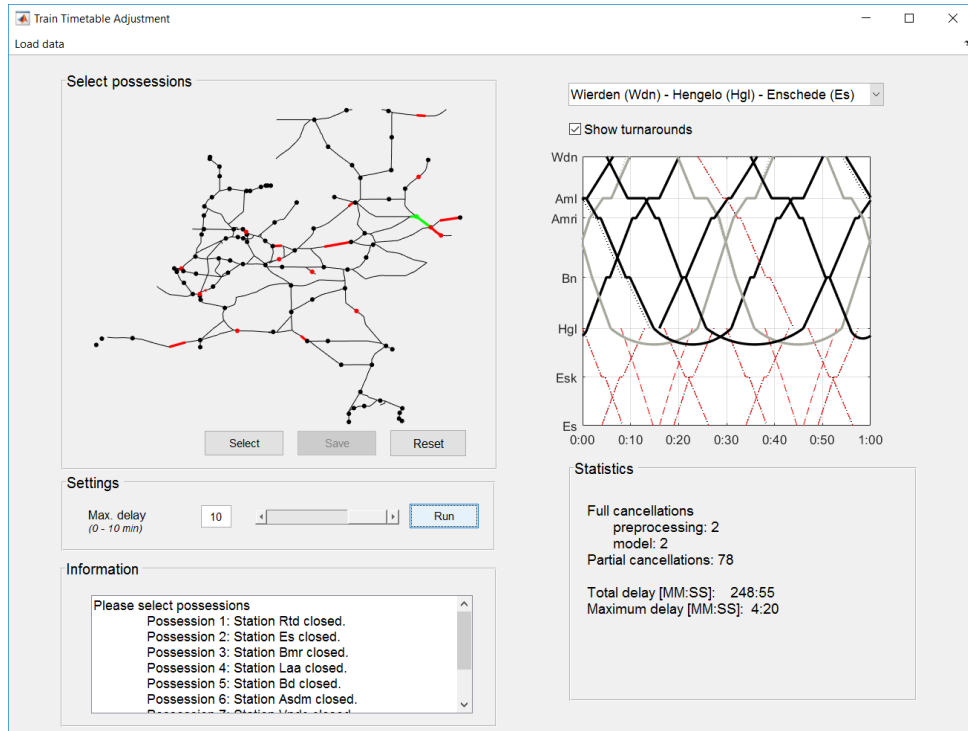 Train Timetable Adjustment
Load data
Select possessions
Select
Save
Reset
Settings
Max. delay
(0 - 10 min)
10
Run
Information
Please select possessions
Possession 1: Station Rtd closed.
Possession 2: Station Es closed.
Possession 3: Station Bmr closed.
Possession 4: Station Laa closed.
Possession 5: Station Bd closed.
Possession 6: Station Asdm closed.
Wierden (Wdn) - Hengelo (Hgl) - Enschede (Es)
Show turnarounds
Wdn
Aml
Amri
Bn
Hgl
Esk
Es
0:00 0:10 0:20 0:30 0:40 0:50 1:00
Statistics
Full cancellations
preprocessing: 2
model: 2
Partial cancellations: 78
Total delay [MM:SS]: 248:55
Maximum delay [MM:SS]: 4:20